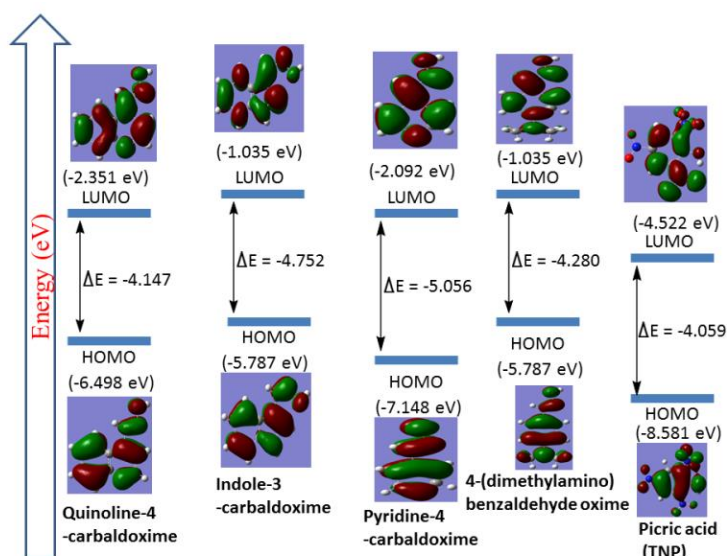 Energy (eV)
(-2.351 eV)
LUMO
ΔE = -4.147
HOMO
(-6.498 eV)
Quinoline-4
-carbaldoxime
(-1.035 eV)
LUMO
ΔE = -4.752
HOMO
(-5.787 eV)
Indole-3
-carbaldoxime
(-2.092 eV)
LUMO
ΔE = -5.056
HOMO
(-7.148 eV)
Pyridine-4
-carbaldoxime
(-1.035 eV)
LUMO
ΔE = -4.280
HOMO
(-5.787 eV)
4-(dimethylamino)
benzaldehyde oxime
(-4.522 eV)
LUMO
ΔE = -4.059
HOMO
(-8.581 eV)
Picric acid
(TNP)